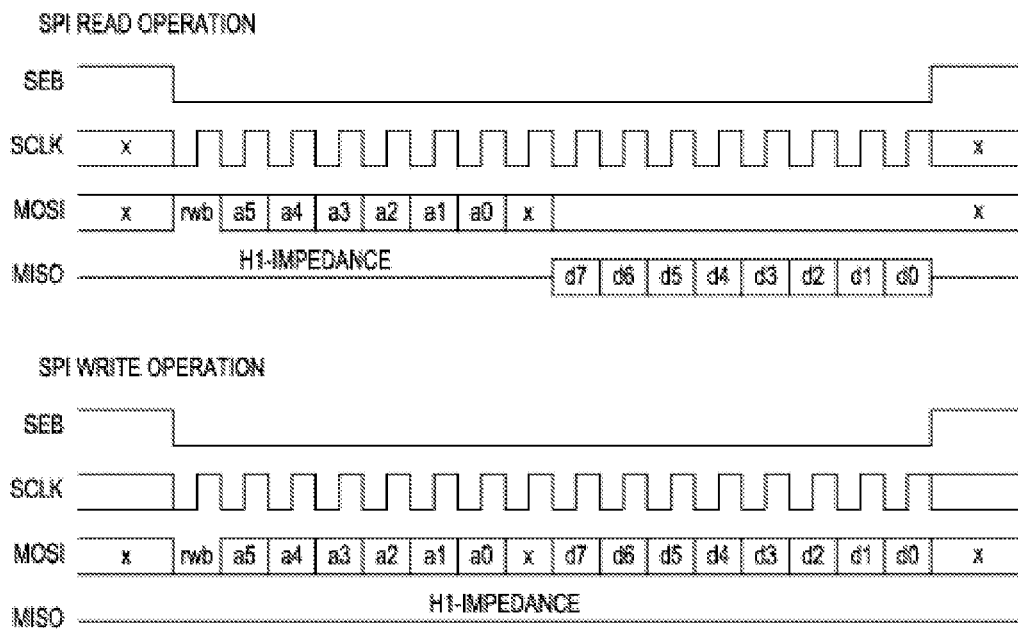 SPI READ OPERATION
SEB
SCLK x x
MOSI x rwb a5 a4 a3 a2 a1 a0 x x
H1-IMPEDANCE
MISO d7 d6 d5 d4 d3 d2 d1 d0
SPI WRITE OPERATION
SEB
SCLK
MOSI x rwb a5 a4 a3 a2 a1 a0 x d7 d6 d5 d4 d3 d2 d1 d0 x
H1-IMPEDANCE
MISO